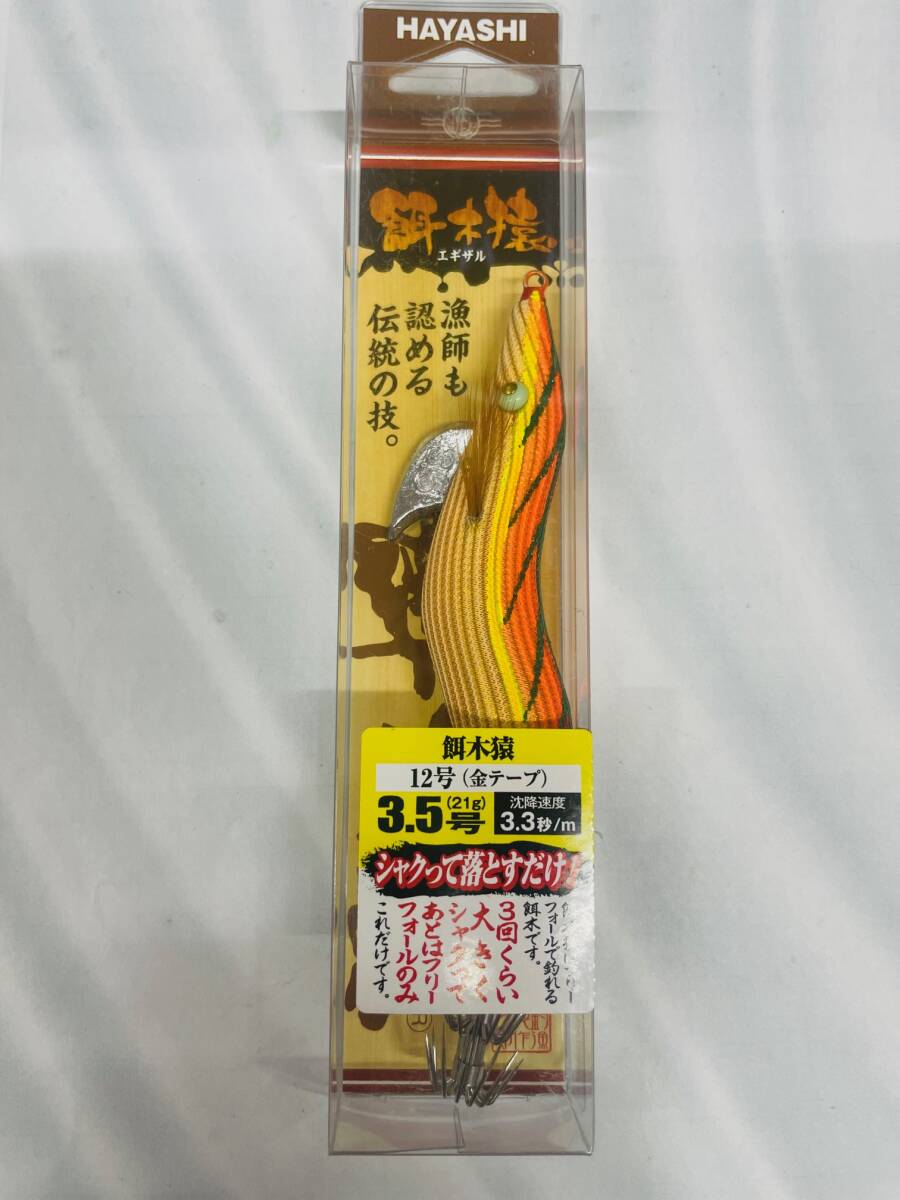 HAYASHI
餌木猿
エギザル
漁師も
認める
伝統の技。
餌木猿
12号(金テープ)
3.5号
(21g)
沈降速度
3.3秒/m
シャクって落とすだけ!
フォールで釣れる
餌木です。
3回くらい
大きく
シャクって
あとはフリー
フォールのみ
これだけです。